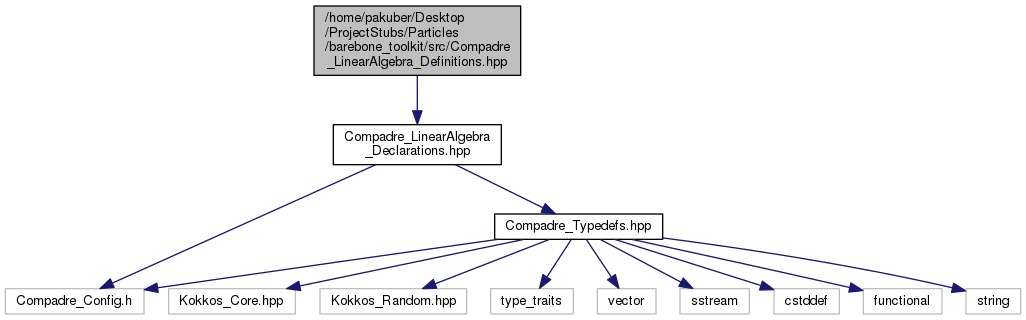 /home/pakuber/Desktop
/ProjectStubs/Particles
/barebone_toolkit/src/Compadre
_LinearAlgebra_Definitions.hpp
Compadre_LinearAlgebra
_Declarations.hpp
Compadre_Typedefs.hpp
Compadre_Config.h
Kokkos_Core.hpp
Kokkos_Random.hpp
type_traits
vector
sstream
cstddef
functional
string